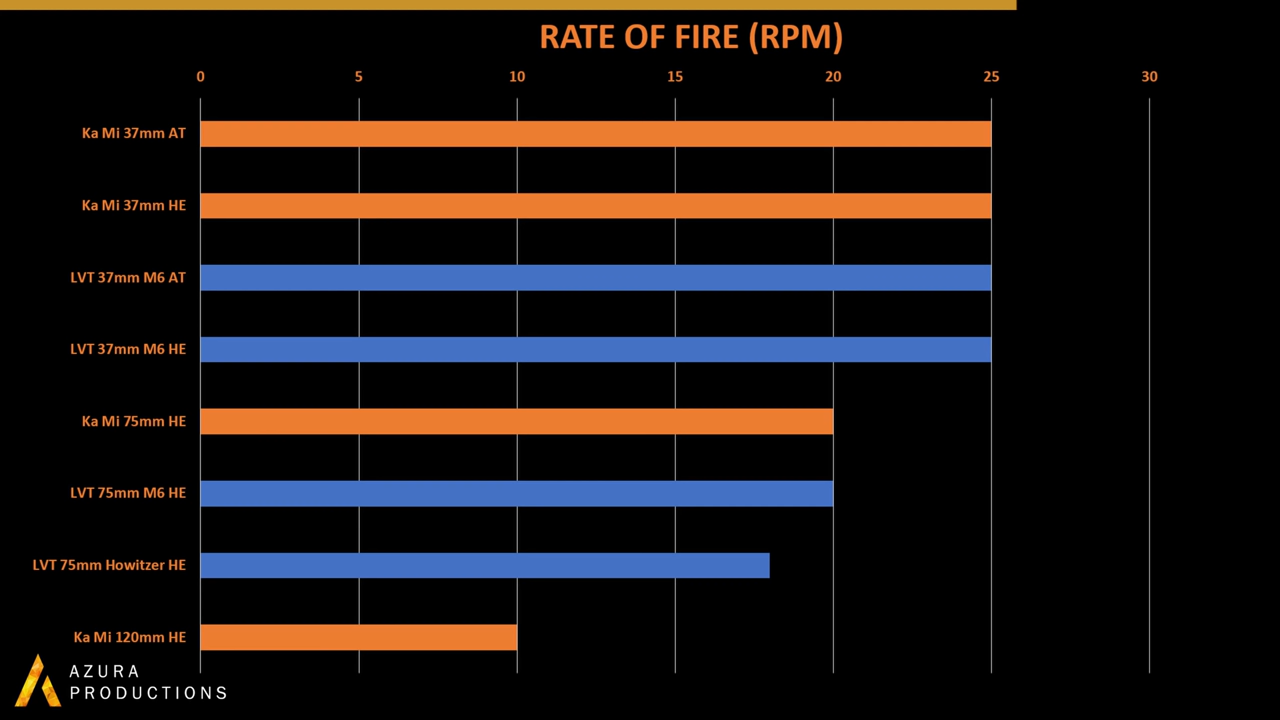 RATE OF FIRE (RPM)
0 5 10 15 20 25 30
Ka Mi 37mm AT
Ka Mi 37mm HE
LVT 37mm M6 AT
LVT 37mm M6 HE
Ka Mi 75mm HE
LVT 75mm M6 HE
LVT 75mm Howitzer HE
Ka Mi 120mm HE
AZURA
PRODUCTIONS